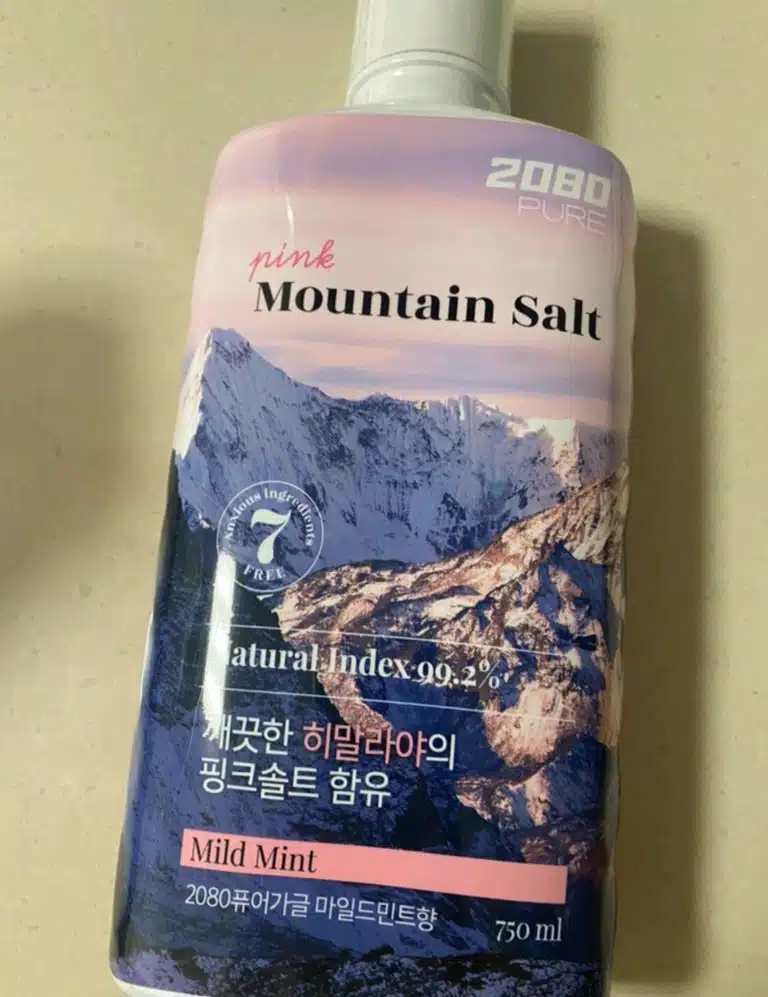 2080
PURE
pink
Mountain Salt
Anxious ingredients
7
FREE
Natural Index 99.2%
깨끗한 히말라야의
핑크솔트 함유
Mild Mint
2080퓨어가글 마일드민트향
750 ml